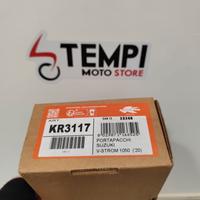 TEMPI
MOTO STORE
KR3117
PORTAPACCHI
SUZUKI
V-STROM 1050 ('20)